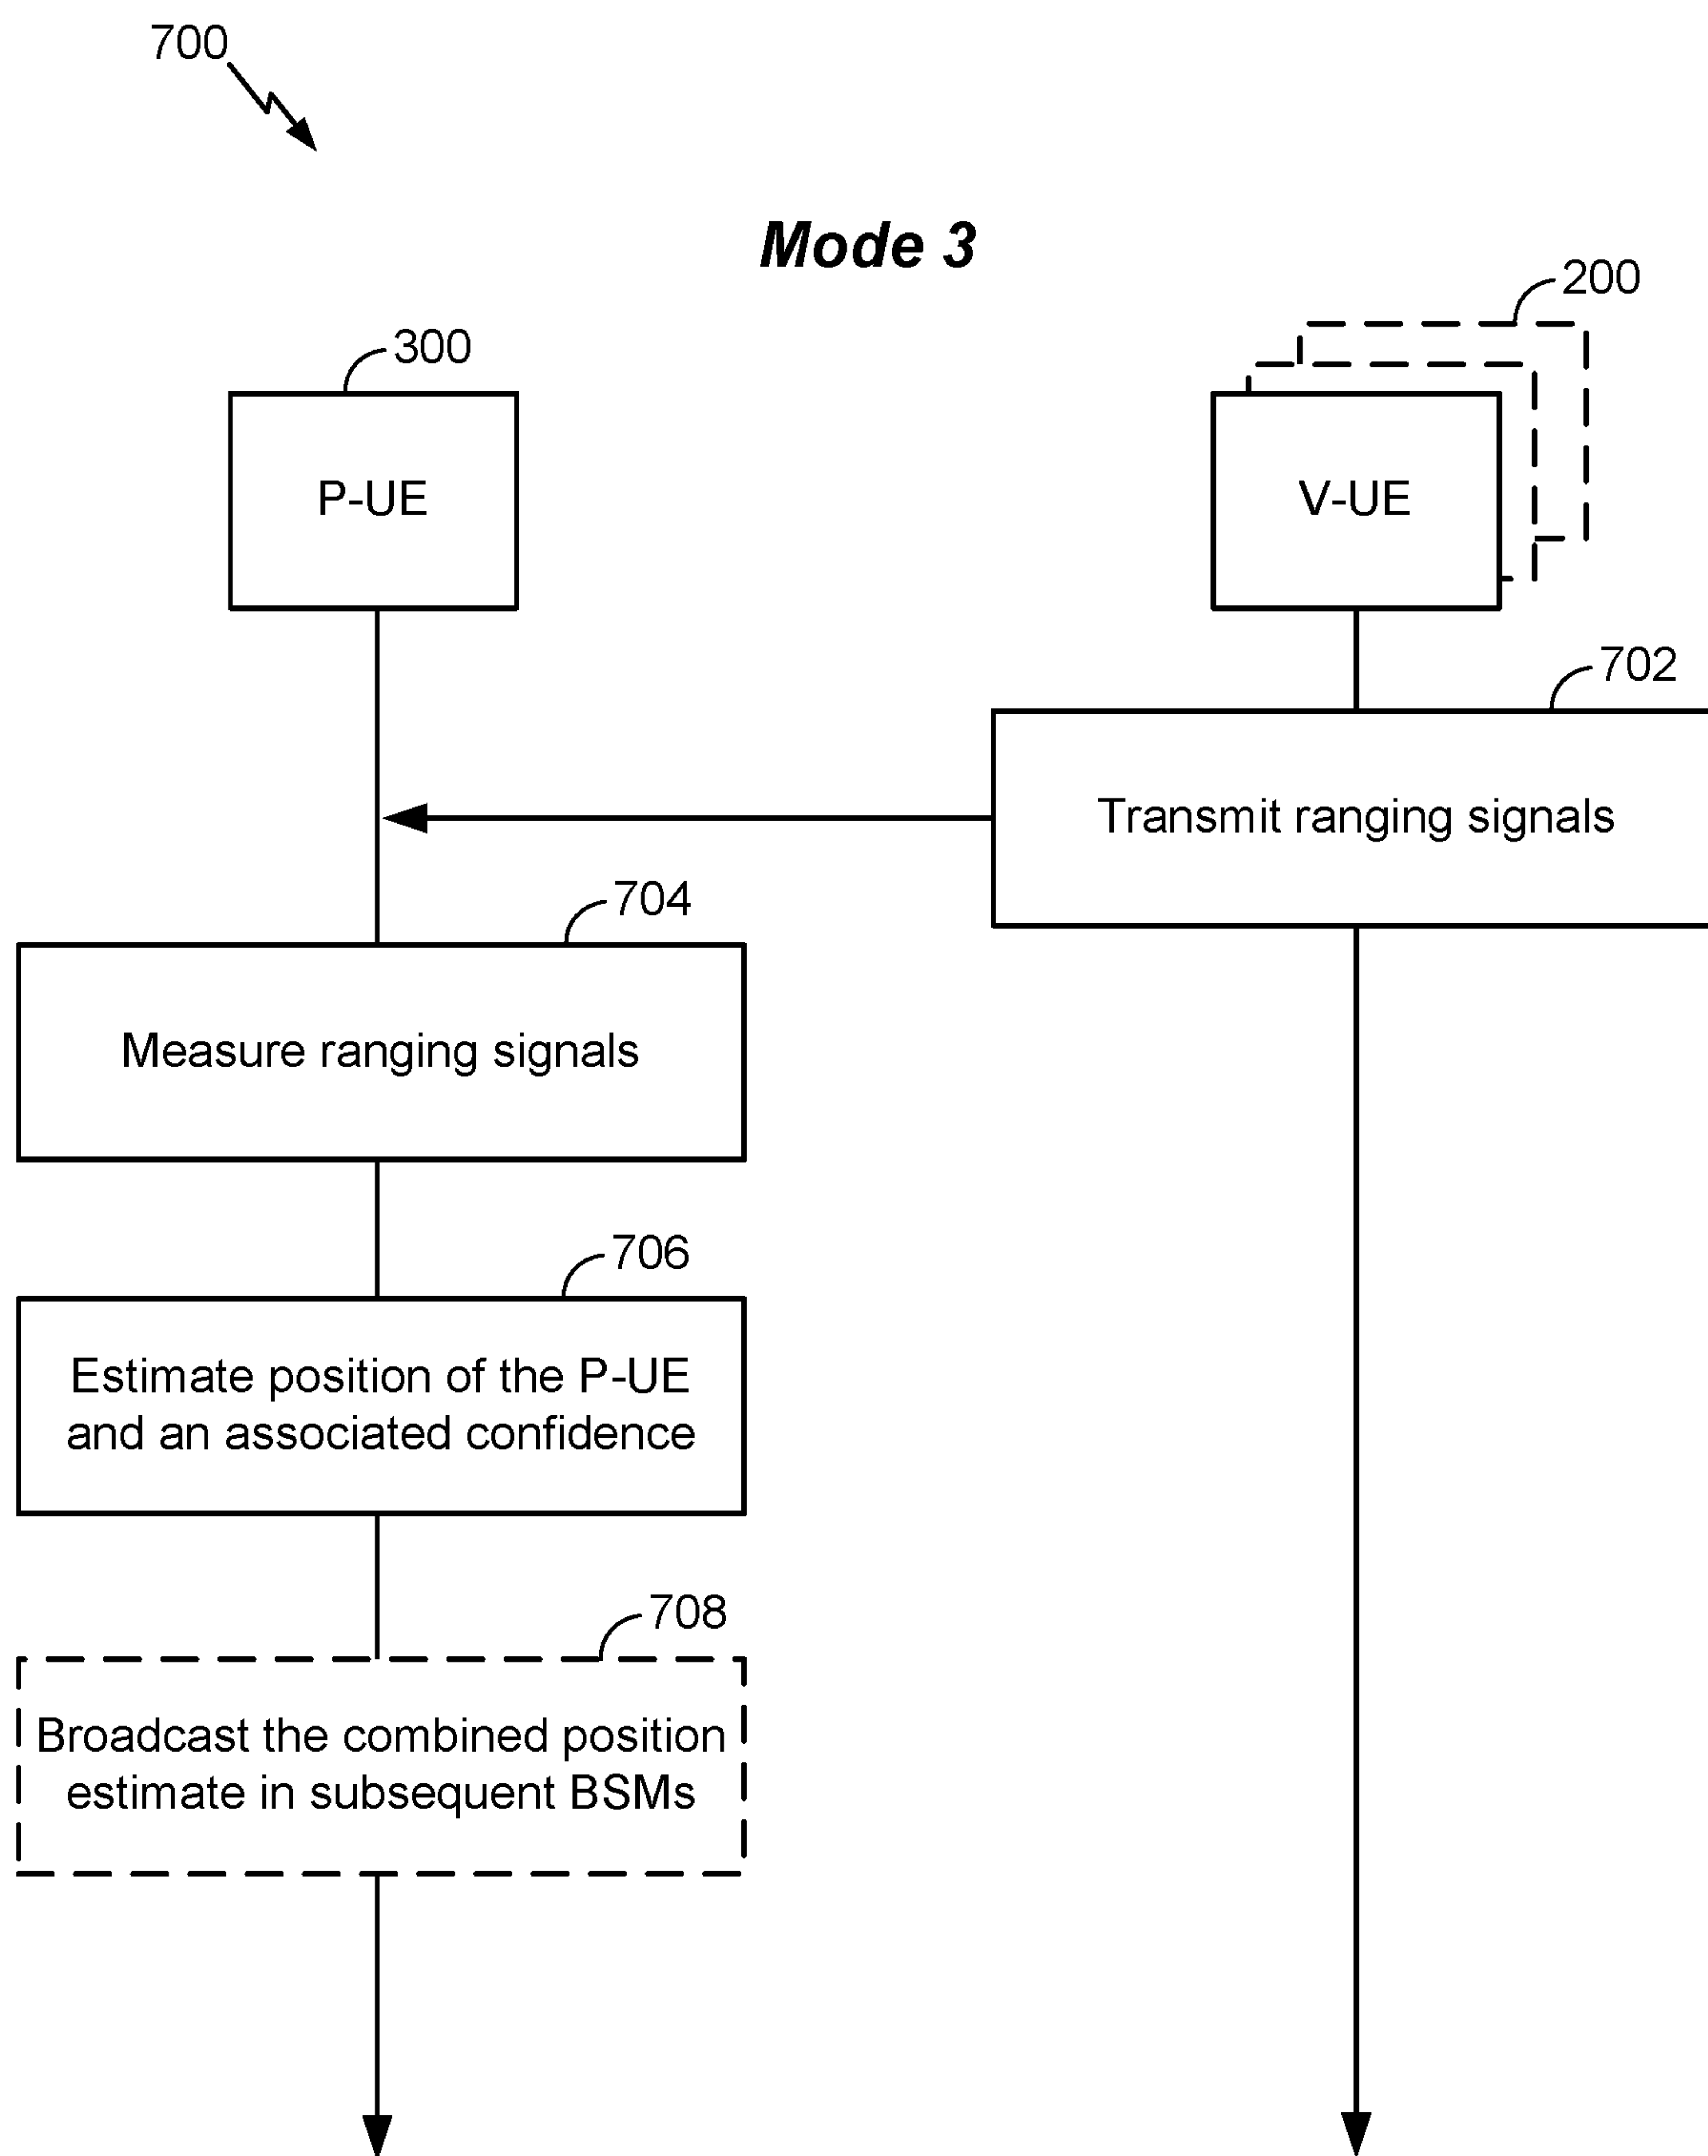 700
Mode 3
200
300
P-UE
V-UE
702
Transmit ranging signals
704
Measure ranging signals
706
Estimate position of the P-UE
and an associated confidence
708
Broadcast the combined position
estimate in subsequent BSMs